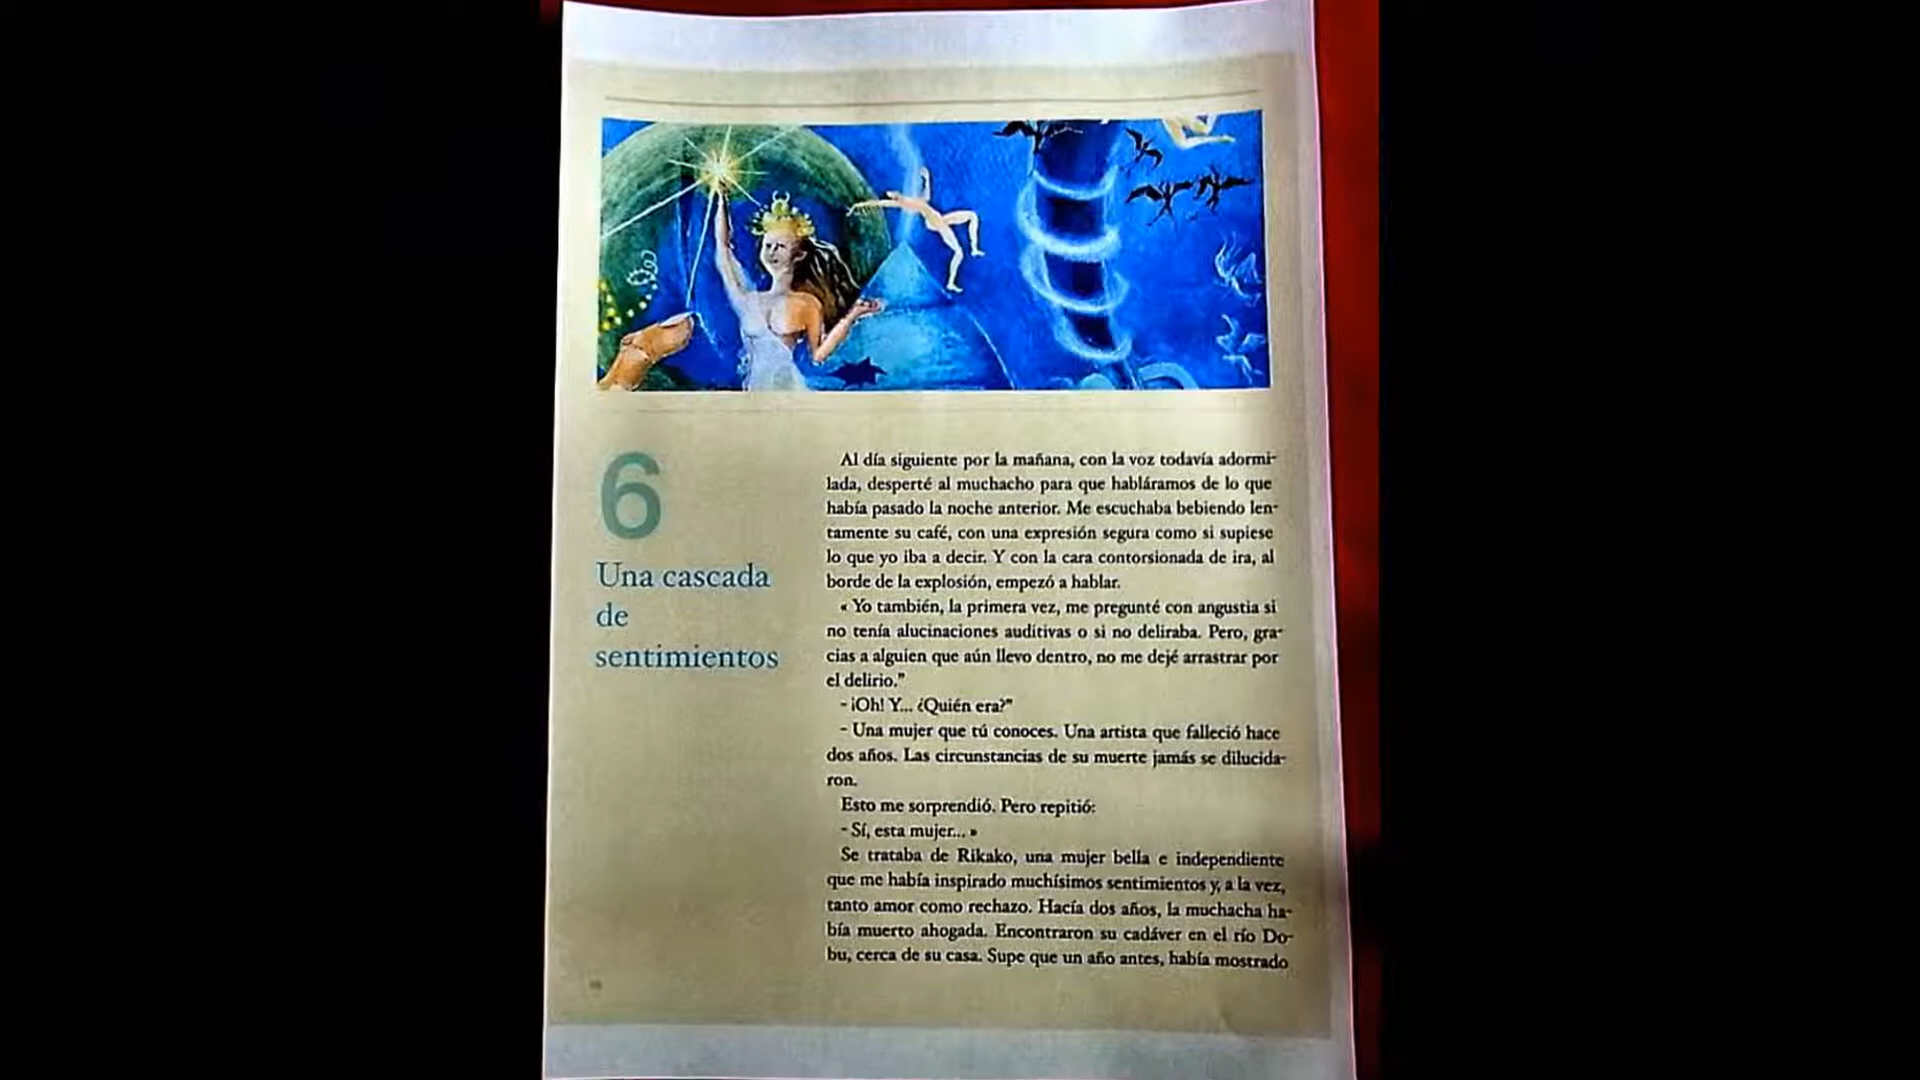 6
Una cascada
de
sentimientos
Al día siguiente por la mañana, con la voz todavía adormi-
lada, desperté al muchacho para que habláramos de lo que
había pasado la noche anterior. Me escuchaba bebiendo len-
tamente su café, con una expresión segura como si supiese
lo que yo iba a decir. Y con la cara contorsionada de ira, al
borde de la explosión, empezó a hablar.
« Yo también, la primera vez, me pregunté con angustia si
no tenía alucinaciones auditivas o si no deliraba. Pero, gra-
cias a alguien que aún llevo dentro, no me dejé arrastrar por
el delirio."
- ¡Oh! Y... ¿Quién era?"
- Una mujer que tú conoces. Una artista que falleció hace
dos años. Las circunstancias de su muerte jamás se dilucida-
ron.
Esto me sorprendió. Pero repitió:
- Sí, esta mujer... »
Se trataba de Rikako, una mujer bella e independiente
que me había inspirado muchísimos sentimientos y, a la vez,
tanto amor como rechazo. Hacía dos años, la muchacha ha-
bía muerto ahogada. Encontraron su cadáver en el río Do-
bu, cerca de su casa. Supe que un año antes, había mostrado